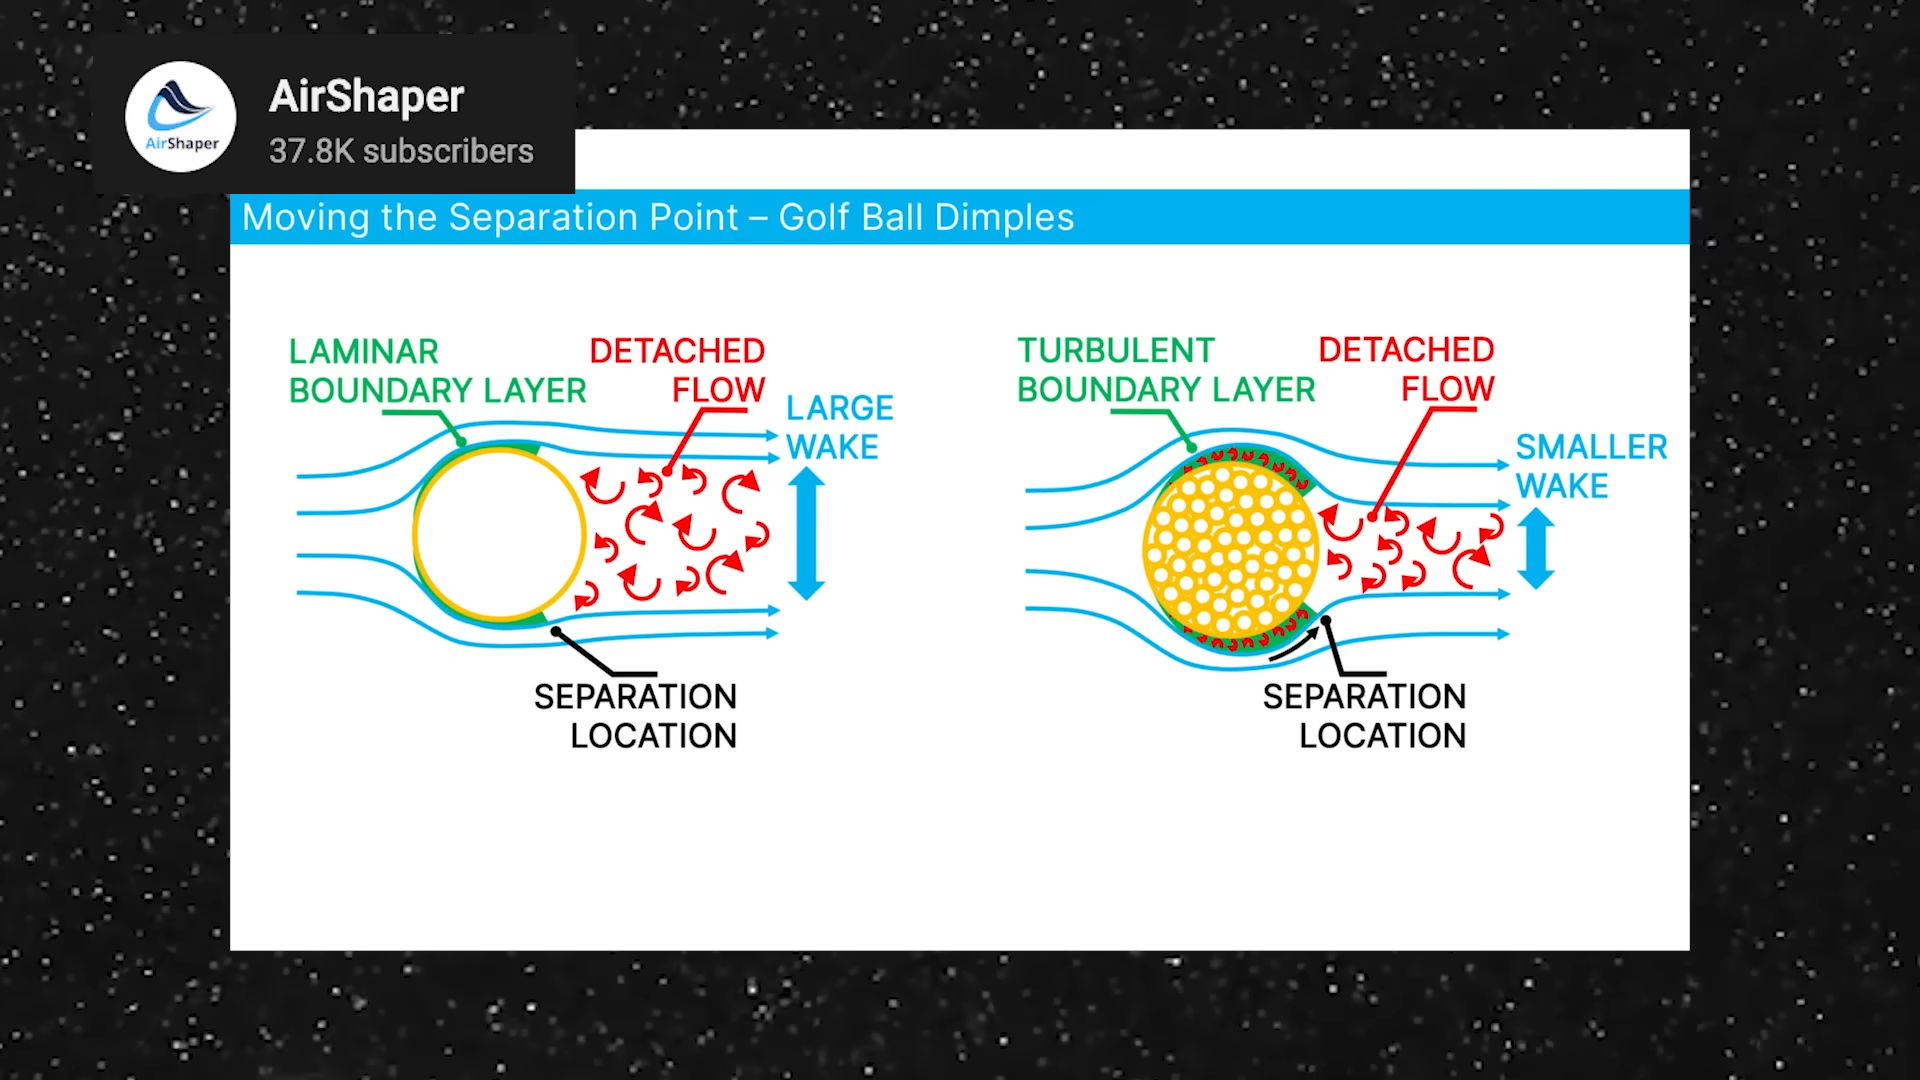 AirShaper
AirShaper
37.8K subscribers
Moving the Separation Point – Golf Ball Dimples
LAMINAR
BOUNDARY LAYER
DETACHED
FLOW
LARGE
WAKE
SEPARATION
LOCATION
TURBULENT
BOUNDARY LAYER
DETACHED
FLOW
SMALLER
WAKE
SEPARATION
LOCATION